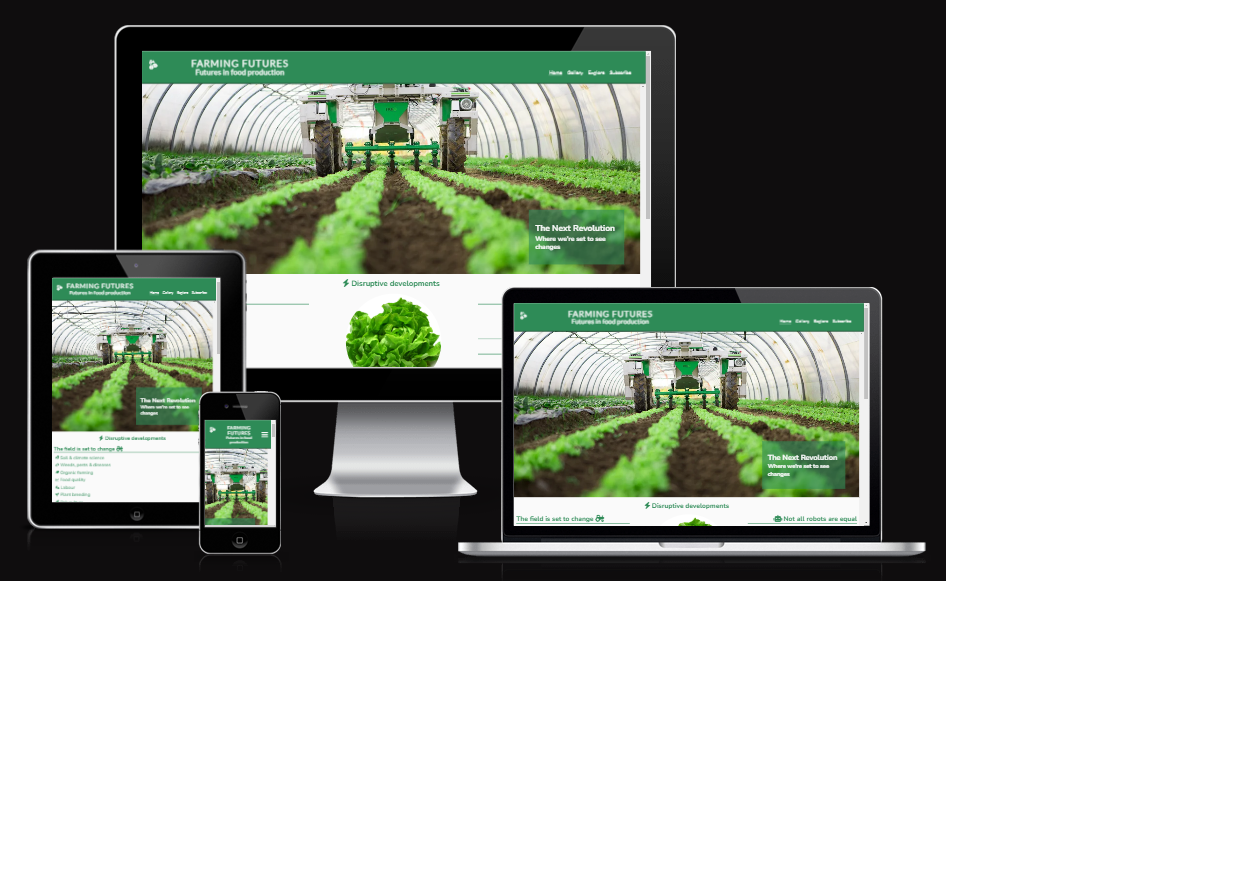 FARMING FUTURES
Futures in food production
Home Gallery Explore Subscribe
The Next Revolution
Where we're set to see
changes
Disruptive developments
FARMING FUTURES
Futures in food production
Home Gallery Explore Subscribe
The Next Revolution
Where we're set to see
changes
Disruptive developments
The field is set to change
Soil & climate science
Weeds, pests & diseases
Organic farming
Food quality
Labour
Plant breeding
FARMING
FUTURES
Futures in food
production
FARMING FUTURES
Futures in food production
Home Gallery Explore Subscribe
The Next Revolution
Where we're set to see
changes
Disruptive developments
The field is set to change
Not all robots are equal